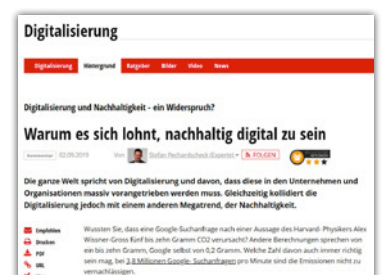 Digitalisierung
Digitalisierung Hintergrund Ratgeber Bilder Video News
Digitalisierung und Nachhaltigkeit - ein Widerspruch?
Warum es sich lohnt, nachhaltig digital zu sein
Kommentar 02.09.2019 Von Stefan Pechardscheck (Experte) FOLGEN
Die ganze Welt spricht von Digitalisierung und davon, dass diese in den Unternehmen und
Organisationen massiv vorangetrieben werden muss. Gleichzeitig kollidiert die
Digitalisierung jedoch mit einem anderen Megatrend, der Nachhaltigkeit.
Empfehlen
Drucken
PDF
URL
Wussten Sie, dass eine Google-Suchanfrage nach einer Aussage des Harvard- Physikers Alex
Wissner-Gross fünf bis zehn Gramm CO2 verursacht? Andere Berechnungen sprechen von
ein bis zehn Gramm, Google selbst von 0,2 Gramm. Welche Zahl davon auch immer richtig
sein mag, bei 3,8 Millionen Google- Suchanfragen pro Minute sind die Emissionen nicht zu
vernachlässigen.